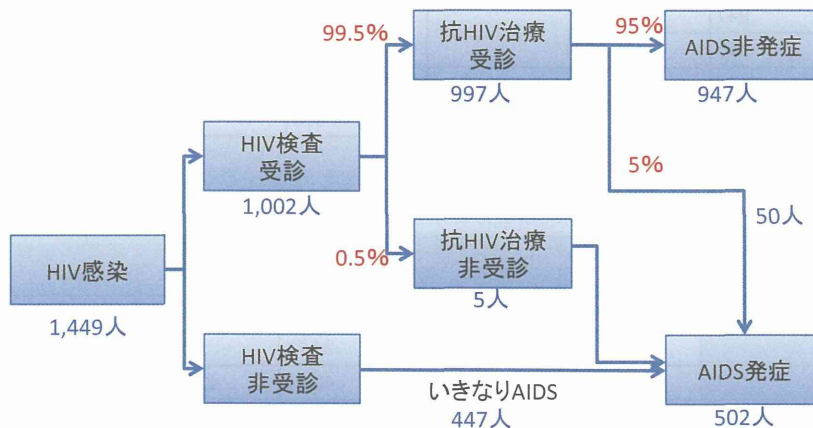 99.5%
抗HIV治療
受診
997人
95%
AIDS非発症
947人
HIV検査
受診
1,002人
5%
50人
HIV感染
1,449人
0.5%
抗HIV治療
非受診
5人
HIV検査
非受診
いきなりAIDS
447人
AIDS発症
502人